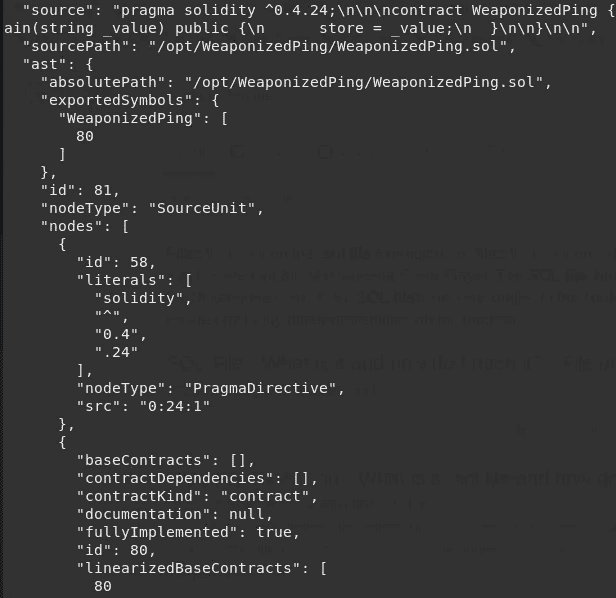 "source": "pragma solidity ^0.4.24;\n\n\ncontract WeaponizedPing {
ain(string _value) public {\n      store = _value;\n  }\n\n}\n\n",
"sourcePath": "/opt/WeaponizedPing/WeaponizedPing.sol",
"ast": {
"absolutePath": "/opt/WeaponizedPing/WeaponizedPing.sol",
"exportedSymbols": {
"WeaponizedPing": [
80
]
},
"id": 81,
"nodeType": "SourceUnit",
"nodes": [
{
"id": 58,
"literals": [
"solidity",
"^",
"0.4",
".24"
],
"nodeType": "PragmaDirective",
"src": "0:24:1"
},
{
"baseContracts": [],
"contractDependencies": [],
"contractKind": "contract",
"documentation": null,
"fullyImplemented": true,
"id": 80,
"linearizedBaseContracts": [
80